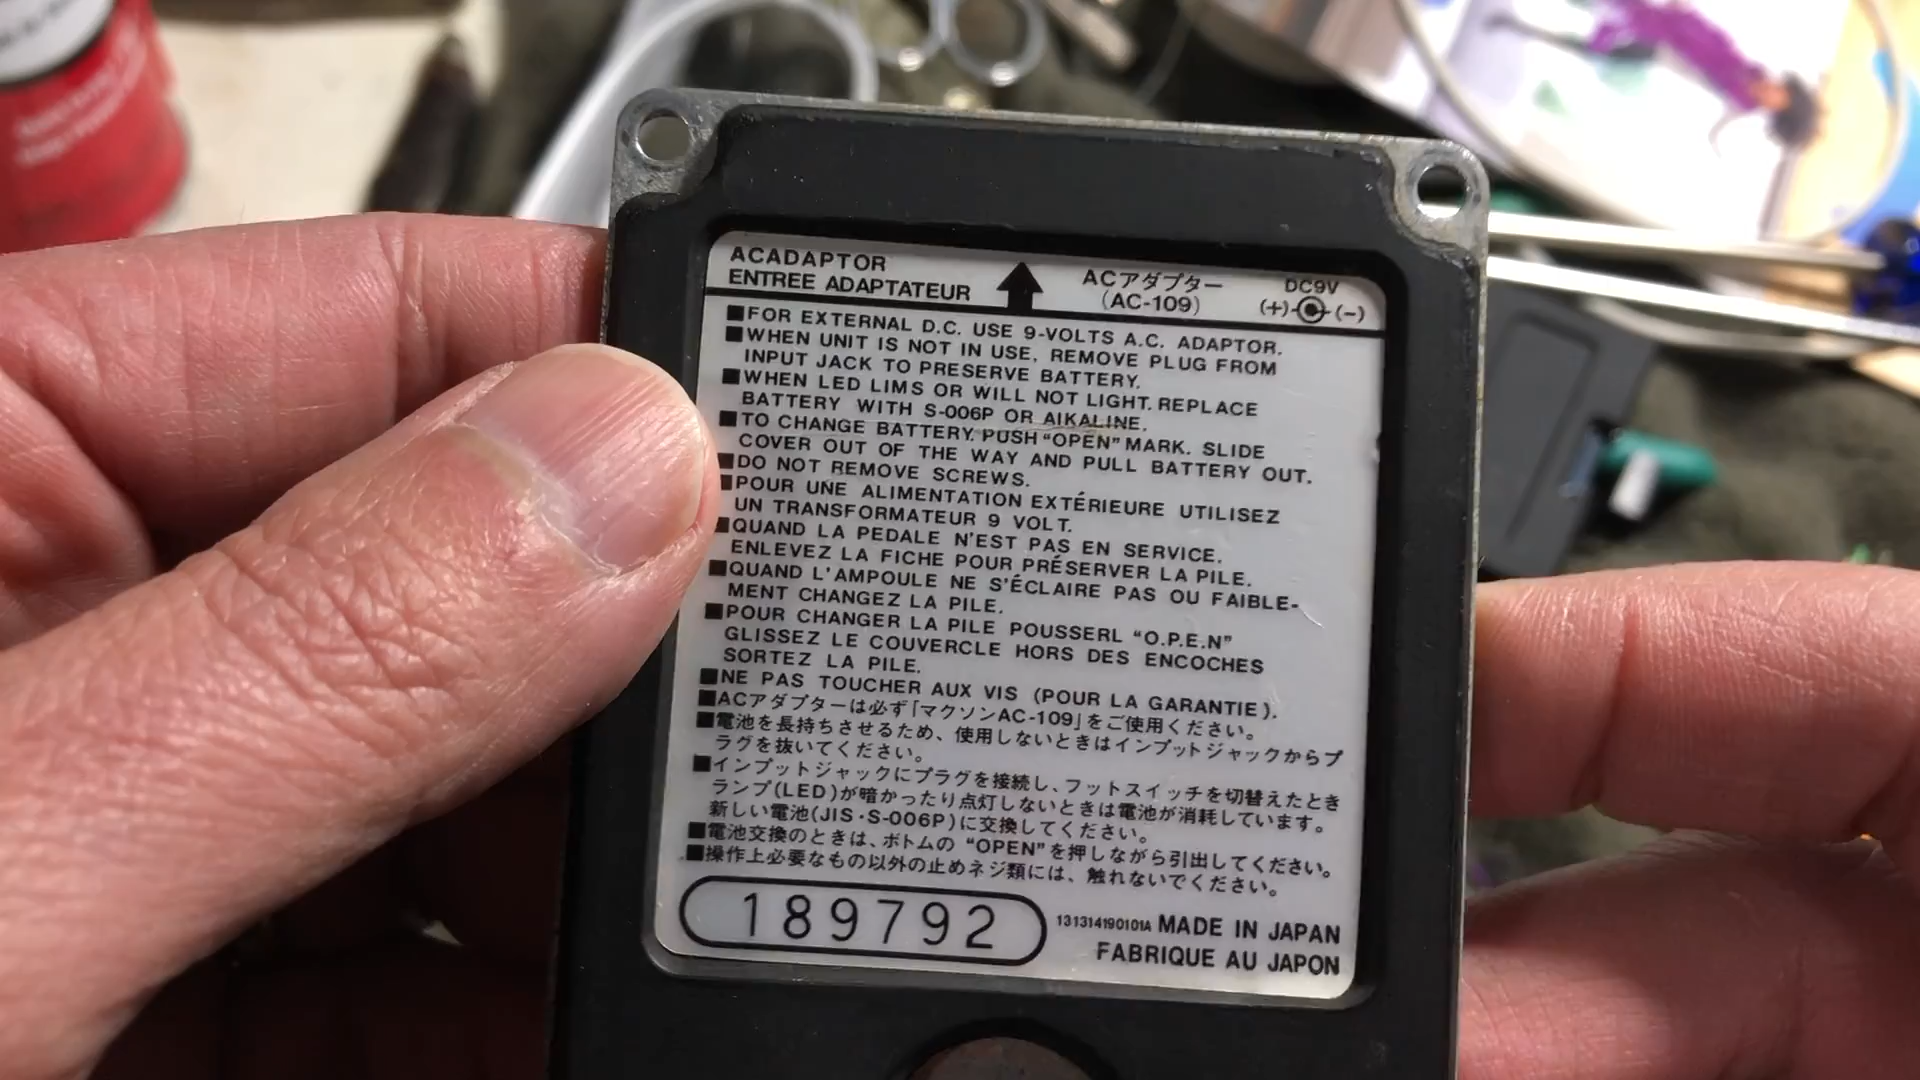 ACADAPTOR
ENTREE ADAPTATEUR
ACアダプター
(AC-109)
DC9V
(+) (-)
■FOR EXTERNAL D.C. USE 9-VOLTS A.C. ADAPTOR.
■WHEN UNIT IS NOT IN USE, REMOVE PLUG FROM
INPUT JACK TO PRESERVE BATTERY.
■WHEN LED LIMS OR WILL NOT LIGHT. REPLACE
BATTERY WITH S-006P OR AIKALINE.
■TO CHANGE BATTERY. PUSH "OPEN" MARK. SLIDE
COVER OUT OF THE WAY AND PULL BATTERY OUT.
■DO NOT REMOVE SCREWS.
■POUR UNE ALIMENTATION EXTÉRIEURE UTILISEZ
UN TRANSFORMATEUR 9 VOLT.
■QUAND LA PEDALE N'EST PAS EN SERVICE.
ENLEVEZ LA FICHE POUR PRÉSERVER LA PILE.
■QUAND L'AMPOULE NE S'ÉCLAIRE PAS OU FAIBLE-
MENT CHANGEZ LA PILE.
■POUR CHANGER LA PILE POUSSERL "O.P.E.N"
GLISSEZ LE COUVERCLE HORS DES ENCOCHES
SORTEZ LA PILE.
■NE PAS TOUCHER AUX VIS (POUR LA GARANTIE).
■ACアダプターは必ず「マクソンAC-109」をご使用ください。
■電池を長持ちさせるため、使用しないときはインプットジャックからプ
ラグを抜いてください。
■インプットジャックにプラグを接続し、フットスイッチを切替えたとき
ランプ(LED)が暗かったり点灯しないときは電池が消耗しています。
新しい電池(JIS・S-006P)に交換してください。
■電池交換のときは、ボトムの "OPEN"を押しながら引出してください。
■操作上必要なもの以外の止めネジ類には、触れないでください。
189792
131314190101A MADE IN JAPAN
FABRIQUE AU JAPON